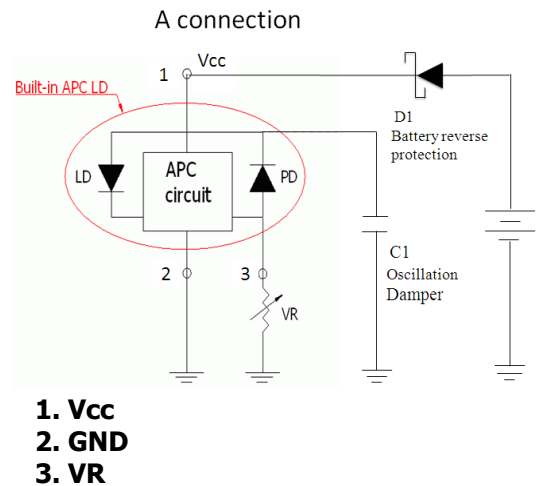 A connection
Vcc
1
Built-in APC LD
D1
Battery reverse
protection
LD
APC
circuit
PD
C1
Oscillation
Damper
2
3
VR
1. Vcc
2. GND
3. VR